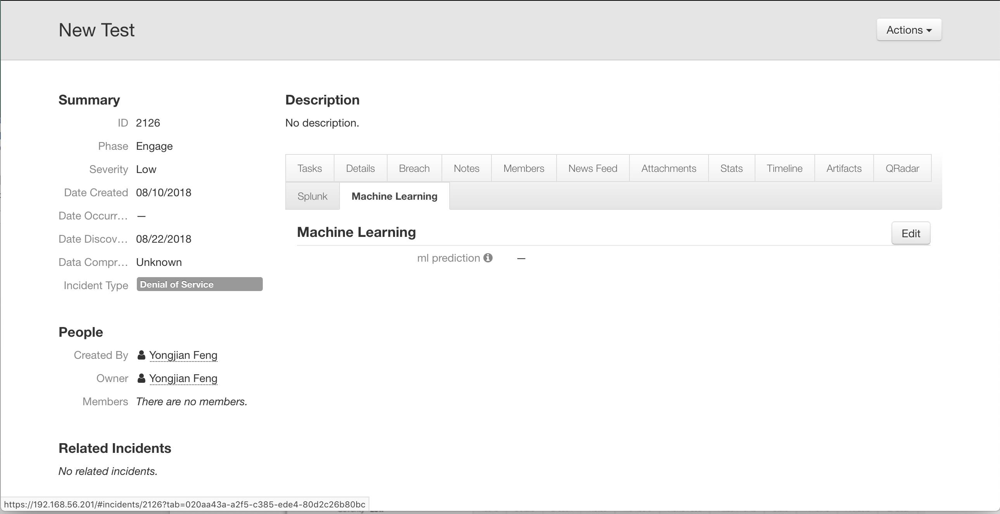 New Test
Actions
Summary
ID 2126
Phase Engage
Severity Low
Date Created 08/10/2018
Date Occurr... —
Date Discov... 08/22/2018
Data Compr... Unknown
Incident Type Denial of Service
People
Created By Yongjian Feng
Owner Yongjian Feng
Members There are no members.
Related Incidents
No related incidents.
Description
No description.
Tasks Details Breach Notes Members News Feed Attachments Stats Timeline Artifacts QRadar
Splunk Machine Learning
Machine Learning
Edit
ml prediction —
https://192.168.56.201/#incidents/2126?tab=020aa43a-a2f5-c385-ede4-80d2c26b80bc